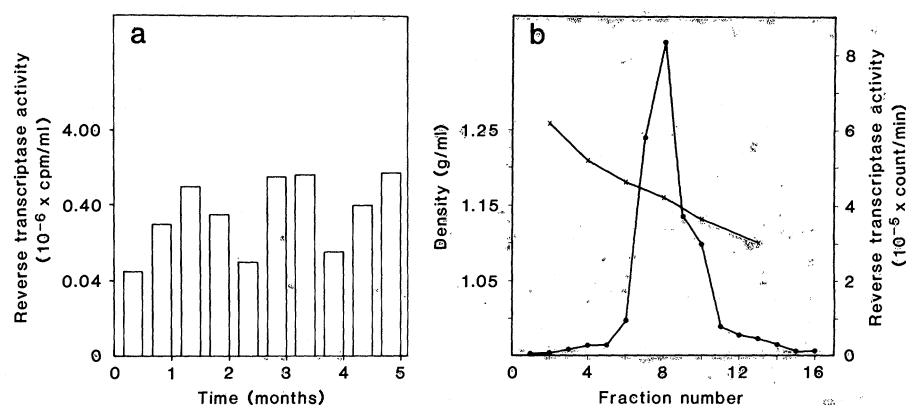 a
Reverse transcriptase activity
(10⁻⁶ x cpm/ml)
4.00
0.40
0.04
0
0 1 2 3 4 5
Time (months)
b
Density (g/ml)
1.25
1.15
1.05
8
6
4
2
0
Reverse transcriptase activity
(10⁻⁵ x count/min)
0 4 8 12 16
Fraction number